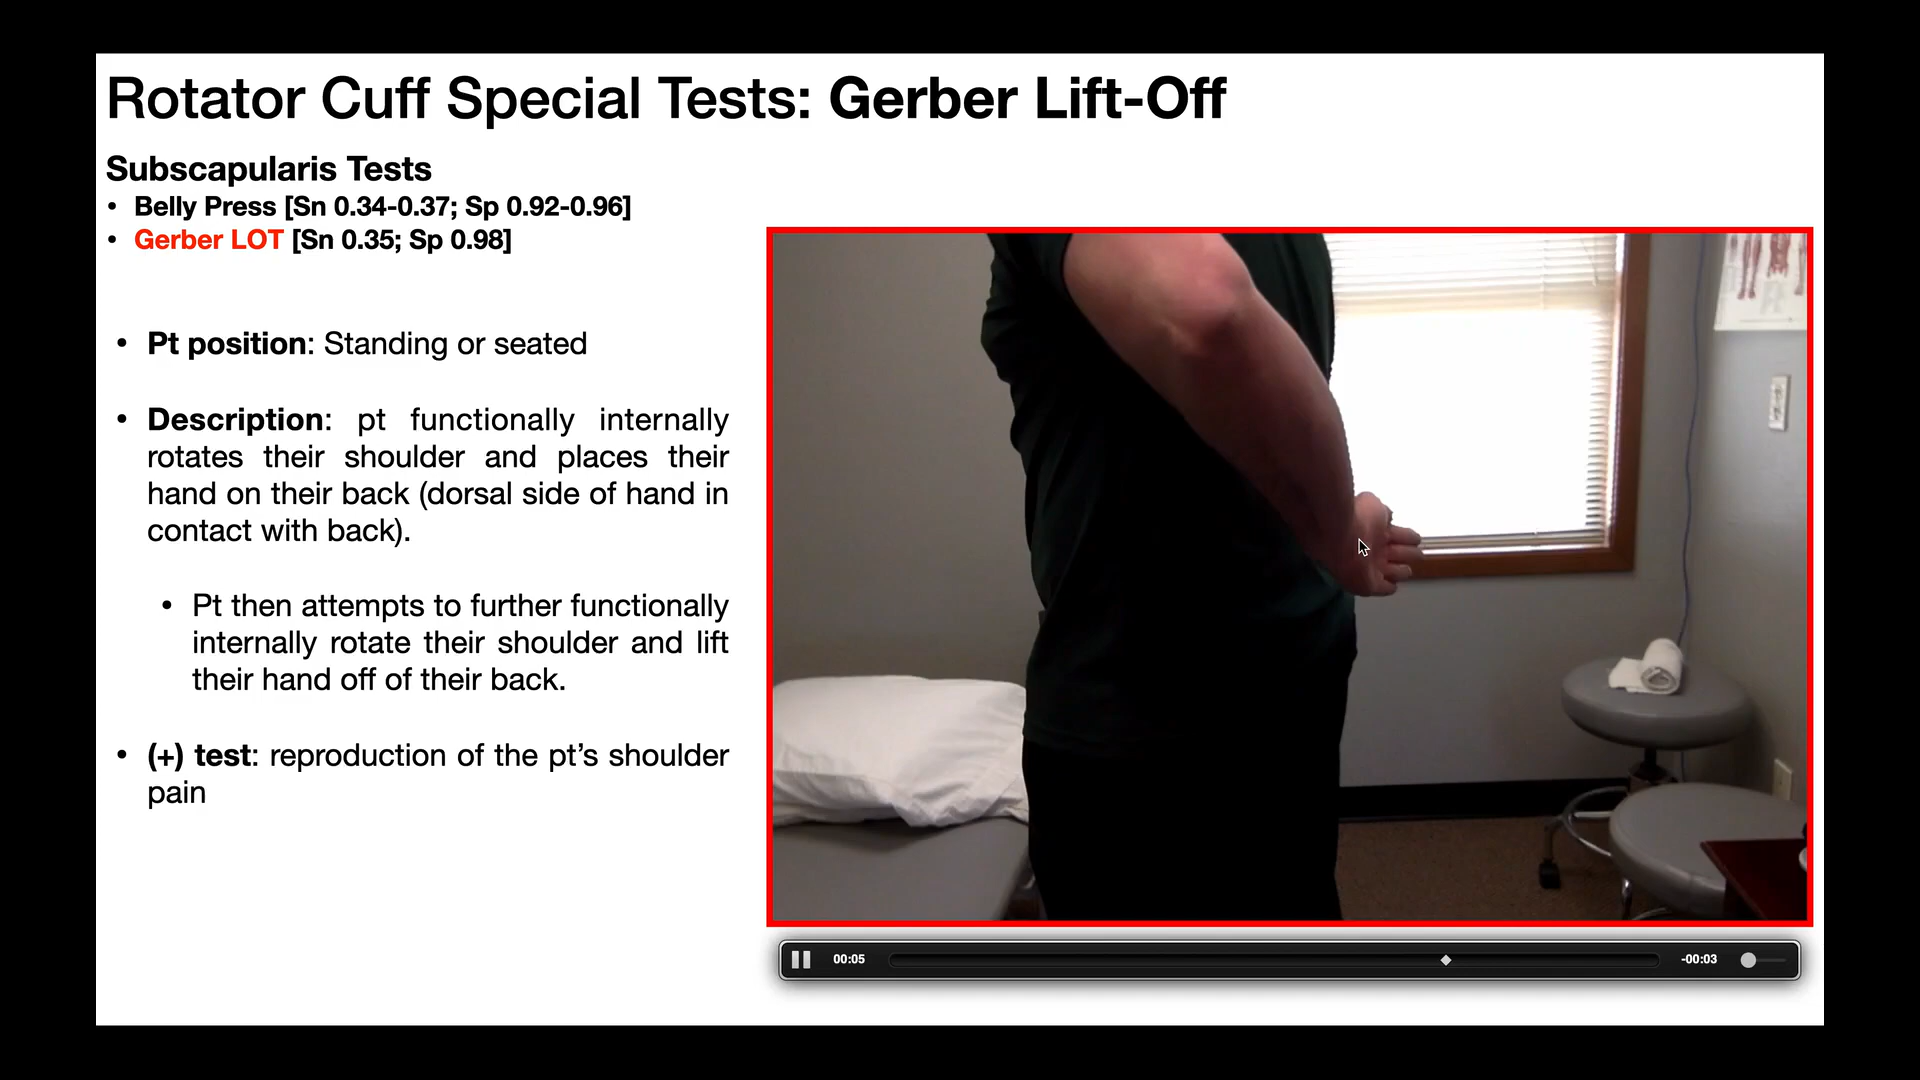 Rotator Cuff Special Tests: Gerber Lift-Off
Subscapularis Tests
• Belly Press [Sn 0.34-0.37; Sp 0.92-0.96]
• Gerber LOT [Sn 0.35; Sp 0.98]
• Pt position: Standing or seated
• Description: pt functionally internally
rotates their shoulder and places their
hand on their back (dorsal side of hand in
contact with back).
• Pt then attempts to further functionally
internally rotate their shoulder and lift
their hand off of their back.
• (+) test: reproduction of the pt’s shoulder
pain
00:05
-00:03